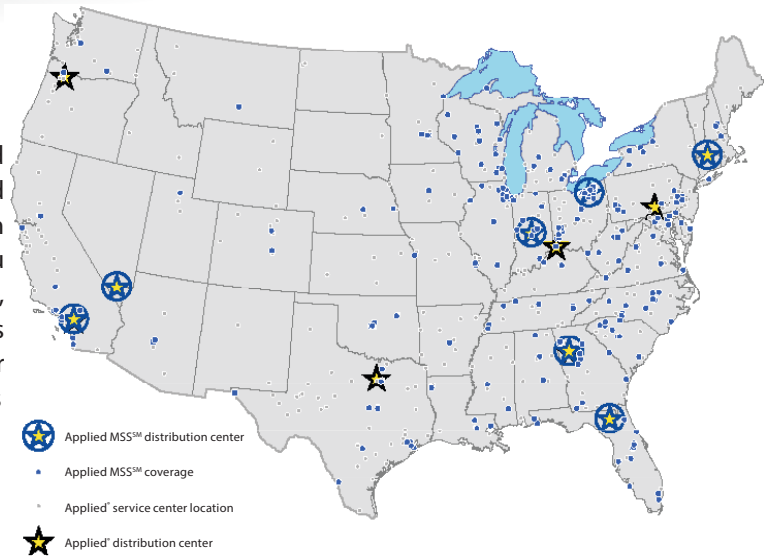 Applied MSS℠ distribution center
Applied MSS℠ coverage
Applied® service center location
Applied® distribution center